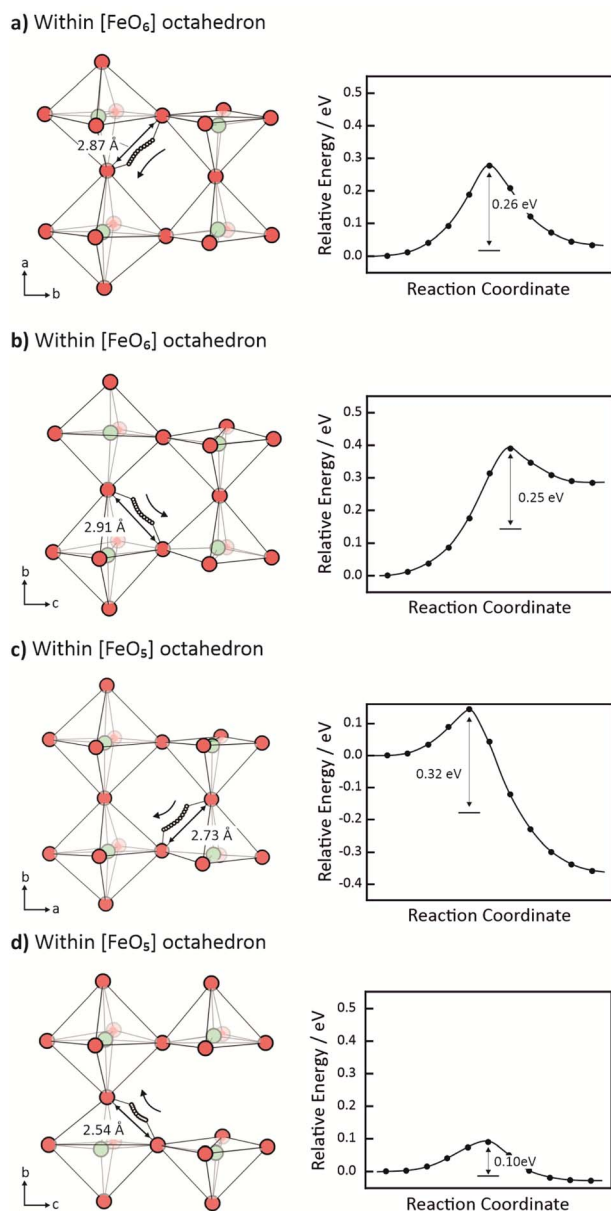 a) Within [FeO₆] octahedron
2.87 Å
a
b
Relative Energy / eV
0.5
0.4
0.3
0.2
0.1
0.0
0.26 eV
Reaction Coordinate
b) Within [FeO₆] octahedron
2.91 Å
b
c
Relative Energy / eV
0.5
0.4
0.3
0.2
0.1
0.0
0.25 eV
Reaction Coordinate
c) Within [FeO₅] octahedron
2.73 Å
b
a
Relative Energy / eV
0.1
0.0
-0.1
-0.2
-0.3
-0.4
0.32 eV
Reaction Coordinate
d) Within [FeO₅] octahedron
2.54 Å
b
c
Relative Energy / eV
0.5
0.4
0.3
0.2
0.1
0.0
0.10eV
Reaction Coordinate